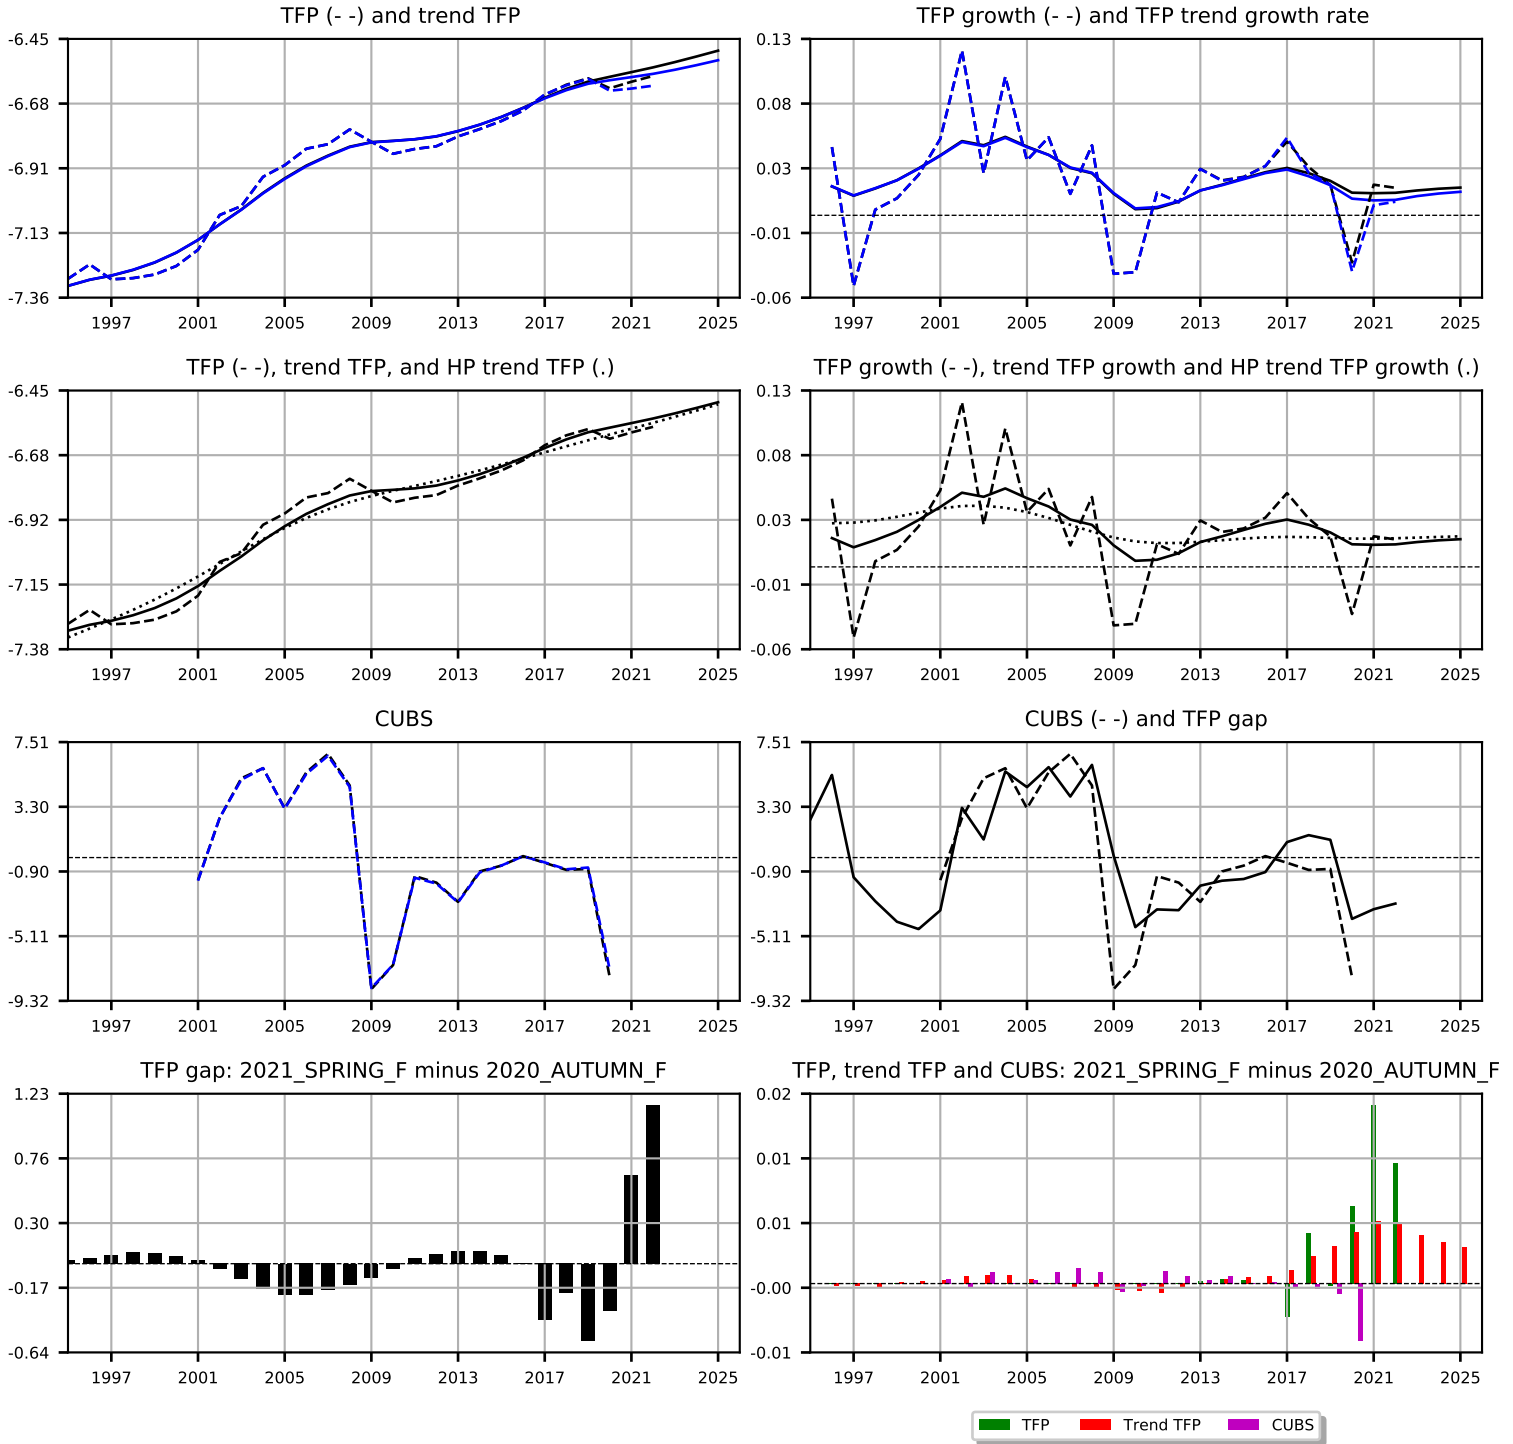 TFP (- -) and trend TFP
-6.45
-6.68
-6.91
-7.13
-7.36
1997 2001 2005 2009 2013 2017 2021 2025
TFP growth (- -) and TFP trend growth rate
0.13
0.08
0.03
-0.01
-0.06
1997 2001 2005 2009 2013 2017 2021 2025
TFP (- -), trend TFP, and HP trend TFP (.)
-6.45
-6.68
-6.92
-7.15
-7.38
1997 2001 2005 2009 2013 2017 2021 2025
TFP growth (- -), trend TFP growth and HP trend TFP growth (.)
0.13
0.08
0.03
-0.01
-0.06
1997 2001 2005 2009 2013 2017 2021 2025
CUBS
7.51
3.30
-0.90
-5.11
-9.32
1997 2001 2005 2009 2013 2017 2021 2025
CUBS (- -) and TFP gap
7.51
3.30
-0.90
-5.11
-9.32
1997 2001 2005 2009 2013 2017 2021 2025
TFP gap: 2021_SPRING_F minus 2020_AUTUMN_F
1.23
0.76
0.30
-0.17
-0.64
1997 2001 2005 2009 2013 2017 2021 2025
TFP, trend TFP and CUBS: 2021_SPRING_F minus 2020_AUTUMN_F
0.02
0.01
0.01
-0.00
-0.01
1997 2001 2005 2009 2013 2017 2021 2025
TFP Trend TFP CUBS